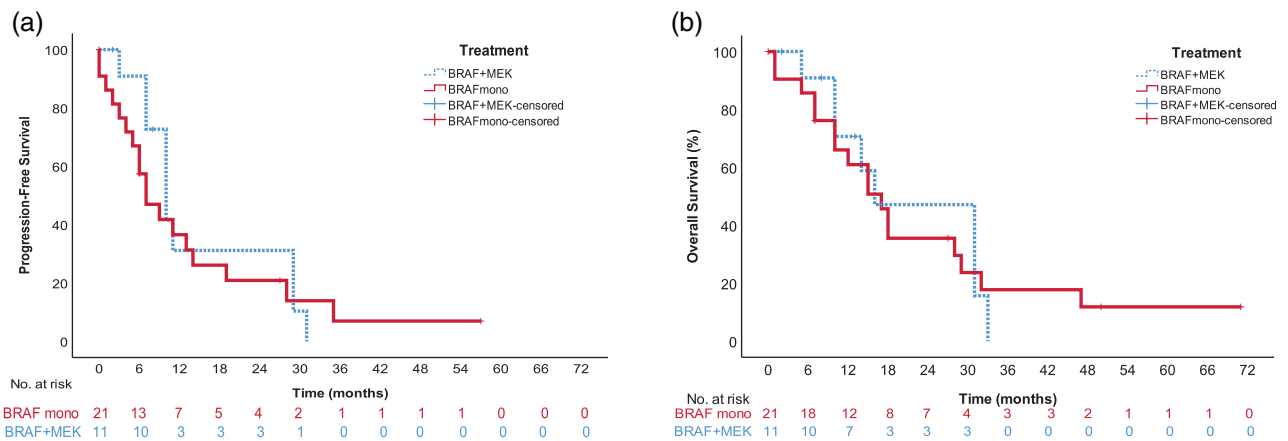 (a)
Progression-Free Survival
100
80
60
40
20
0
Treatment
BRAF+MEK
BRAFmono
BRAF+MEK-censored
BRAFmono-censored
0 6 12 18 24 30 36 42 48 54 60 66 72
No. at risk
Time (months)
BRAF mono 21 13 7 5 4 2 1 1 1 1 0 0 0
BRAF+MEK 11 10 3 3 3 1 0 0 0 0 0 0 0
(b)
Overall Survival (%)
100
80
60
40
20
0
Treatment
BRAF+MEK
BRAFmono
BRAF+MEK-censored
BRAFmono-censored
0 6 12 18 24 30 36 42 48 54 60 66 72
No. at risk
Time (months)
BRAF mono 21 18 12 8 7 4 3 3 2 1 1 1 0
BRAF+MEK 11 10 7 3 3 3 0 0 0 0 0 0 0